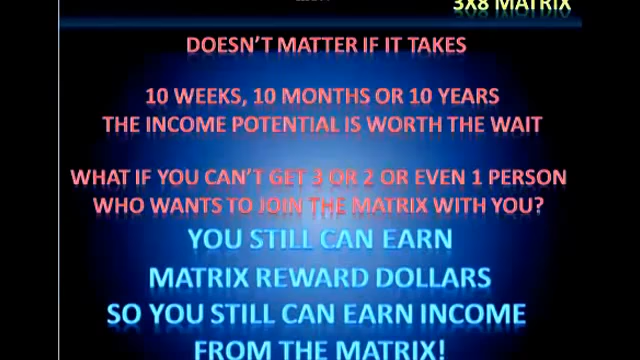 3X8 MATRIX
DOESN'T MATTER IF IT TAKES
10 WEEKS, 10 MONTHS OR 10 YEARS
THE INCOME POTENTIAL IS WORTH THE WAIT
WHAT IF YOU CAN'T GET 3 OR 2 OR EVEN 1 PERSON
WHO WANTS TO JOIN THE MATRIX WITH YOU?
YOU STILL CAN EARN
MATRIX REWARD DOLLARS
SO YOU STILL CAN EARN INCOME
FROM THE MATRIX!